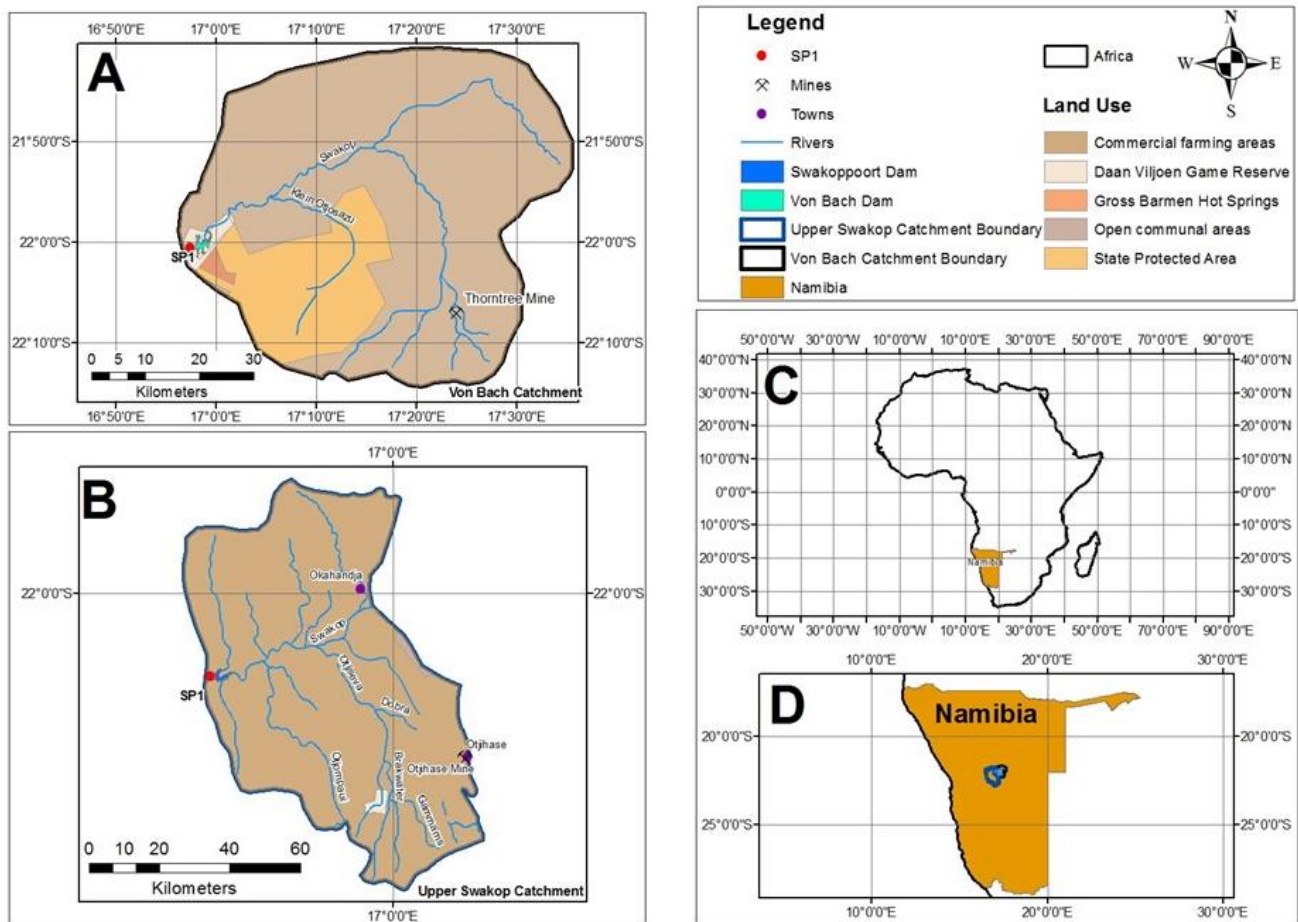 16°50'0"E 17°0'0"E 17°10'0"E 17°20'0"E 17°30'0"E
A
21°50'0"S 21°50'0"S
Swakop
Klein Ososazu
22°0'0"S 22°0'0"S
SP1
Thorntree Mine
22°10'0"S 22°10'0"S
0 5 10 20 30
Kilometers
Von Bach Catchment
16°50'0"E 17°0'0"E 17°10'0"E 17°20'0"E 17°30'0"E
17°0'0"E
B
Okahandja
22°0'0"S 22°0'0"S
Swakop
SP1
Otjiseva
Dobra
Otjihase
Otjihase Mine
Otjompaul
Brakwater
Gammams
0 10 20 40 60
Kilometers
Upper Swakop Catchment
17°0'0"E
Legend
SP1
Mines
Towns
Rivers
Swakoppoort Dam
Von Bach Dam
Upper Swakop Catchment Boundary
Von Bach Catchment Boundary
Namibia
Africa
Land Use
Commercial farming areas
Daan Viljoen Game Reserve
Gross Barmen Hot Springs
Open communal areas
State Protected Area
N
W E
S
50°0'0"W 30°0'0"W 10°0'0"W 10°0'0"E 30°0'0"E 50°0'0"E 70°0'0"E 90°0'0"E
C
40°0'0"N 40°0'0"N
30°0'0"N 30°0'0"N
20°0'0"N 20°0'0"N
10°0'0"N 10°0'0"N
0°0'0" 0°0'0"
10°0'0"S 10°0'0"S
20°0'0"S 20°0'0"S
Namibia
30°0'0"S 30°0'0"S
50°0'0"W 30°0'0"W 10°0'0"W 10°0'0"E 30°0'0"E 50°0'0"E 70°0'0"E 90°0'0"E
10°0'0"E 20°0'0"E 30°0'0"E
D
Namibia
20°0'0"S 20°0'0"S
25°0'0"S 25°0'0"S
10°0'0"E 20°0'0"E 30°0'0"E